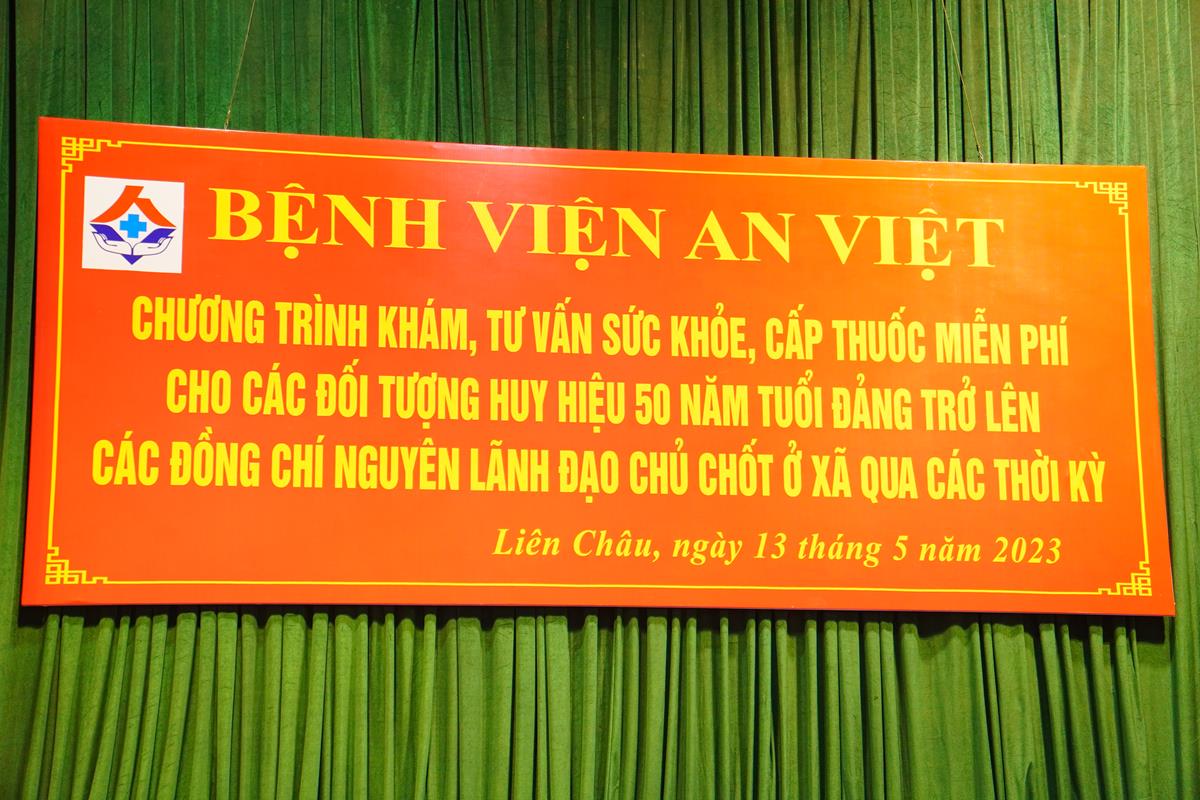 BỆNH VIỆN AN VIỆT
CHƯƠNG TRÌNH KHÁM, TƯ VẤN SỨC KHỎE, CẤP THUỐC MIỄN PHÍ
CHO CÁC ĐỐI TƯỢNG HUY HIỆU 50 NĂM TUỔI ĐẢNG TRỞ LÊN
CÁC ĐỒNG CHÍ NGUYÊN LÃNH ĐẠO CHỦ CHỐT Ở XÃ QUA CÁC THỜI KỲ
Liên Châu, ngày 13 tháng 5 năm 2023